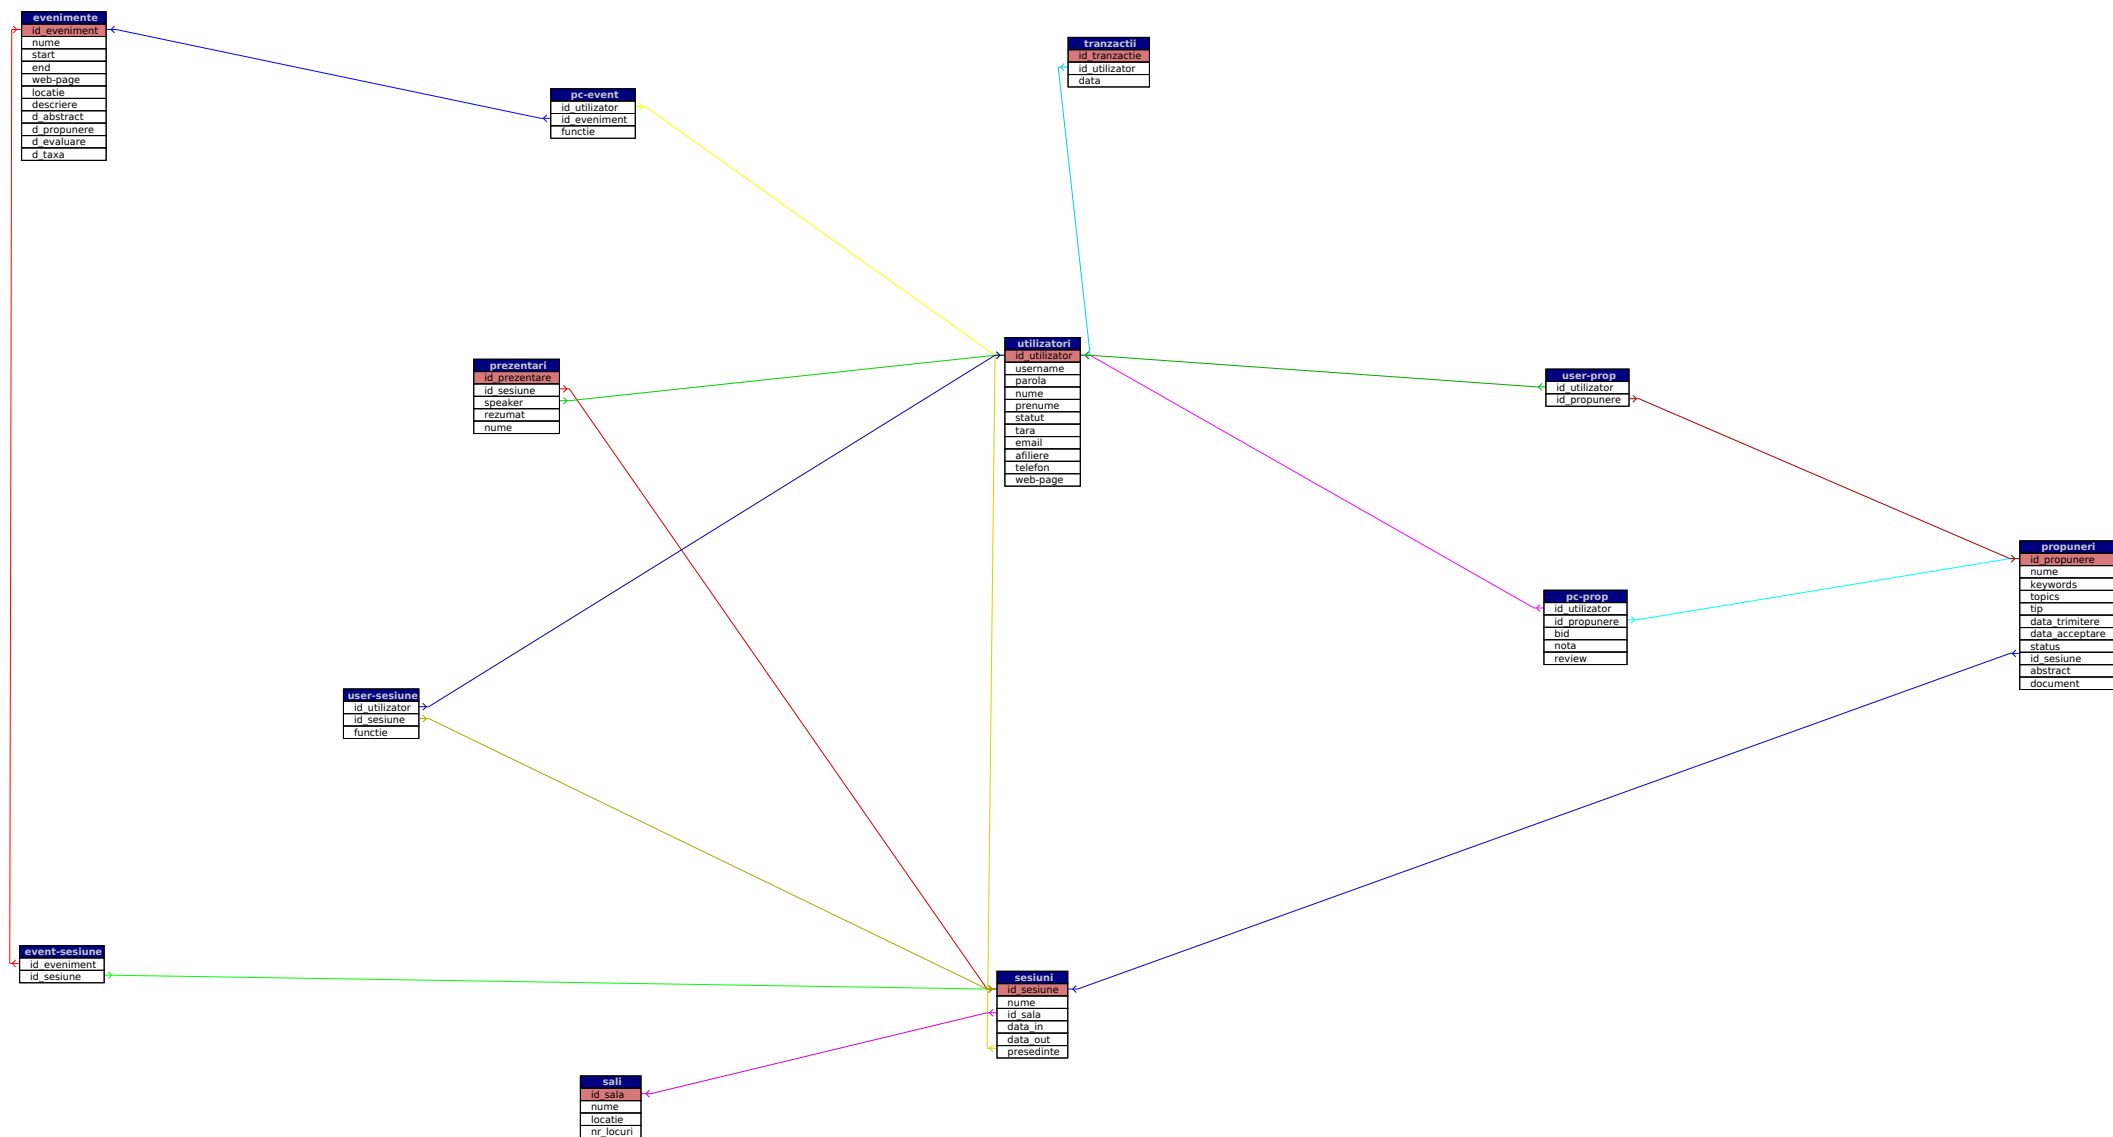 evenimente
id_eveniment
nume
start
end
web-page
locatie
descriere
d_abstract
d_propunere
d_evaluare
d_taxa
tranzactii
id_tranzactie
id_utilizator
data
pc-event
id_utilizator
id_eveniment
functie
utilizatori
id_utilizator
username
parola
nume
prenume
statut
tara
email
afiliere
telefon
web-page
prezentari
id_prezentare
id_sesiune
speaker
rezumat
nume
user-prop
id_utilizator
id_propunere
propuneri
id_propunere
nume
keywords
topics
tip
data_trimitere
data_acceptare
status
id_sesiune
abstract
document
pc-prop
id_utilizator
id_propunere
bid
nota
review
user-sesiune
id_utilizator
id_sesiune
functie
event-sesiune
id_eveniment
id_sesiune
sesiuni
id_sesiune
nume
id_sala
data_in
data_out
presedinte
sali
id_sala
nume
locatie
nr_locuri